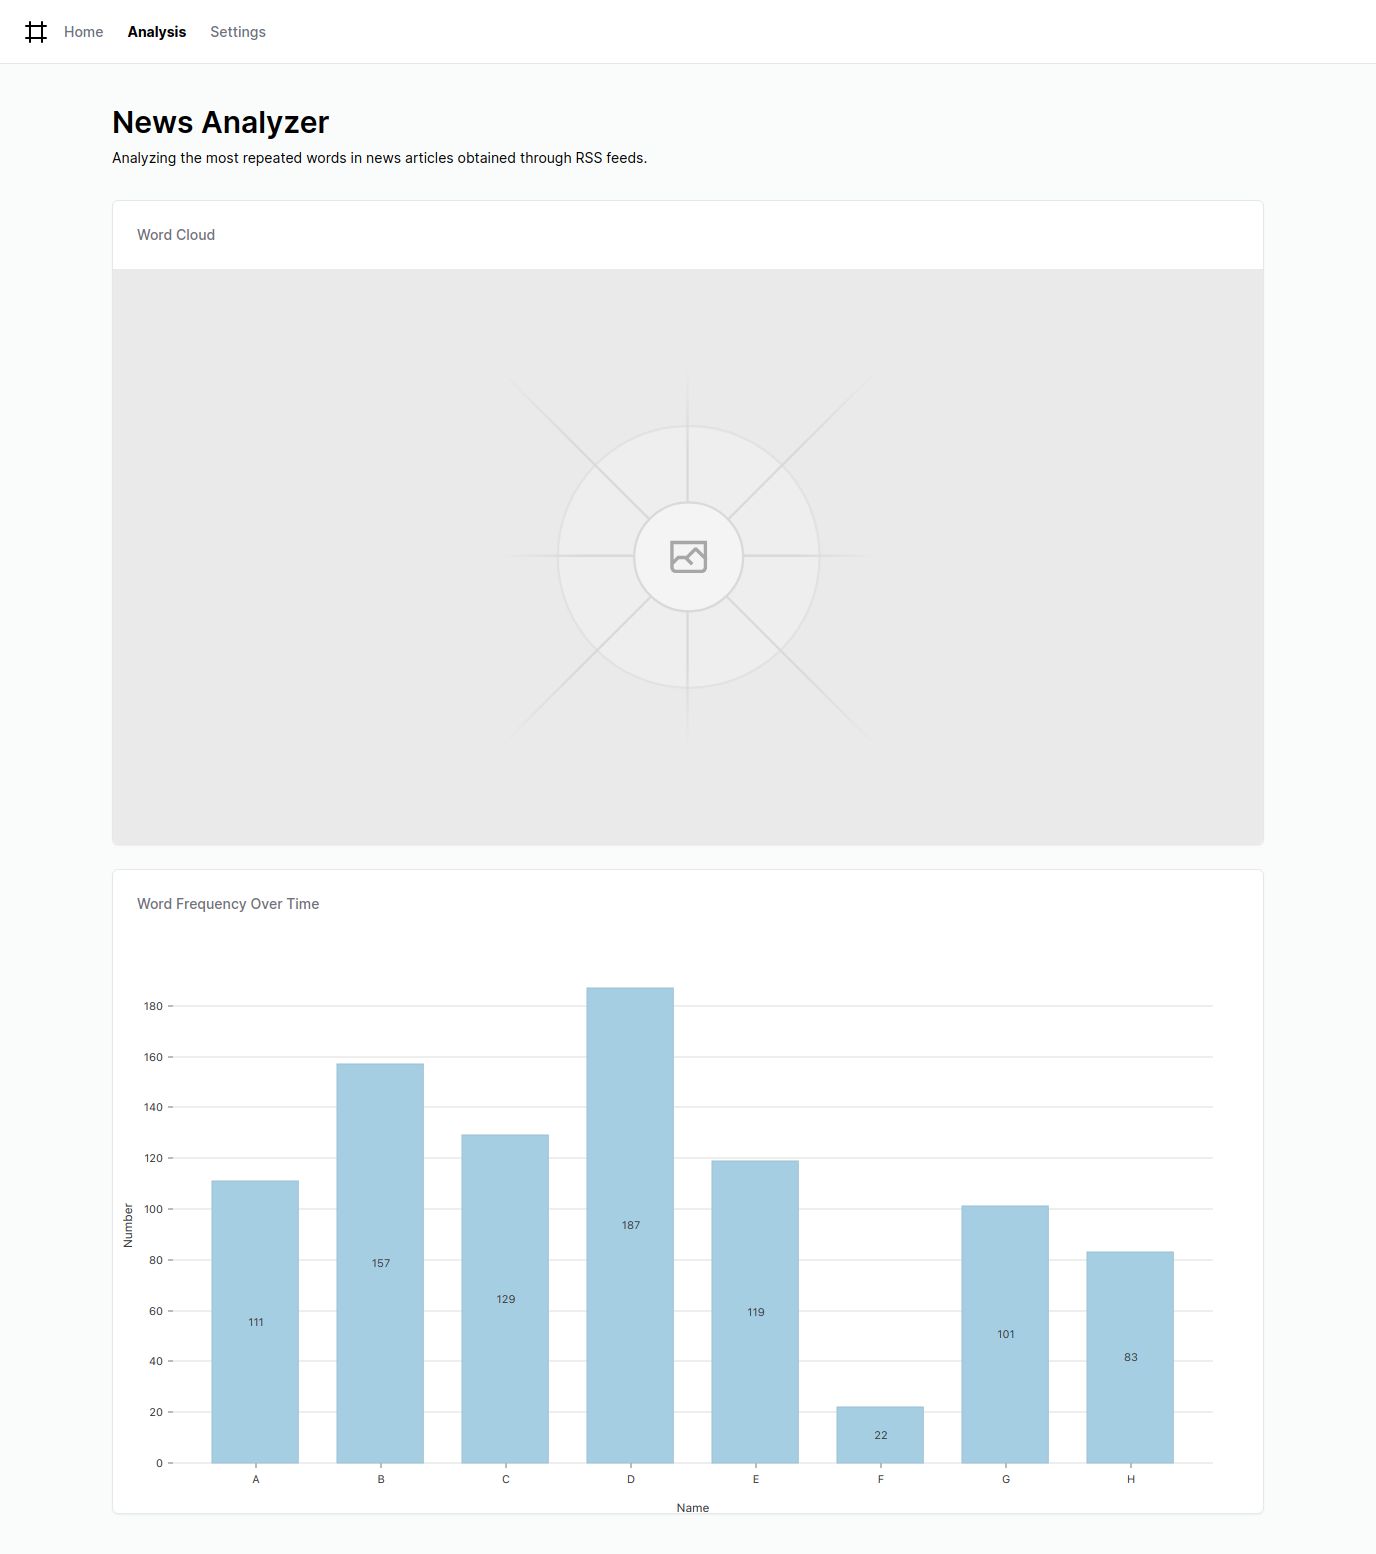 Home Analysis Settings
News Analyzer
Analyzing the most repeated words in news articles obtained through RSS feeds.
Word Cloud
Word Frequency Over Time
180
160
140
120
100
80
60
40
20
0
Number
111
157
129
187
119
22
101
83
A B C D E F G H
Name